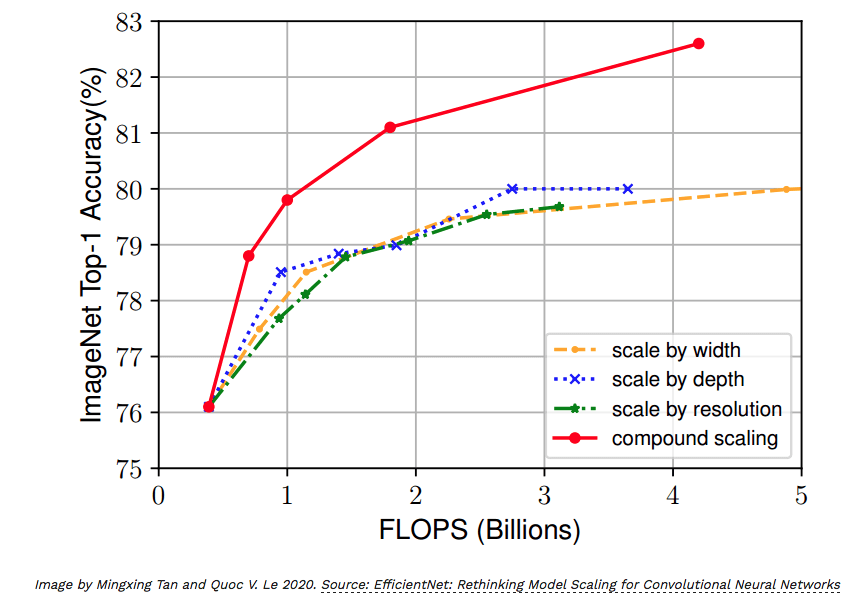 83
82
81
80
79
78
77
76
75
ImageNet Top-1 Accuracy(%)
0 1 2 3 4 5
FLOPS (Billions)
scale by width
scale by depth
scale by resolution
compound scaling
Image by Mingxing Tan and Quoc V. Le 2020. Source: EfficientNet: Rethinking Model Scaling for Convolutional Neural Networks